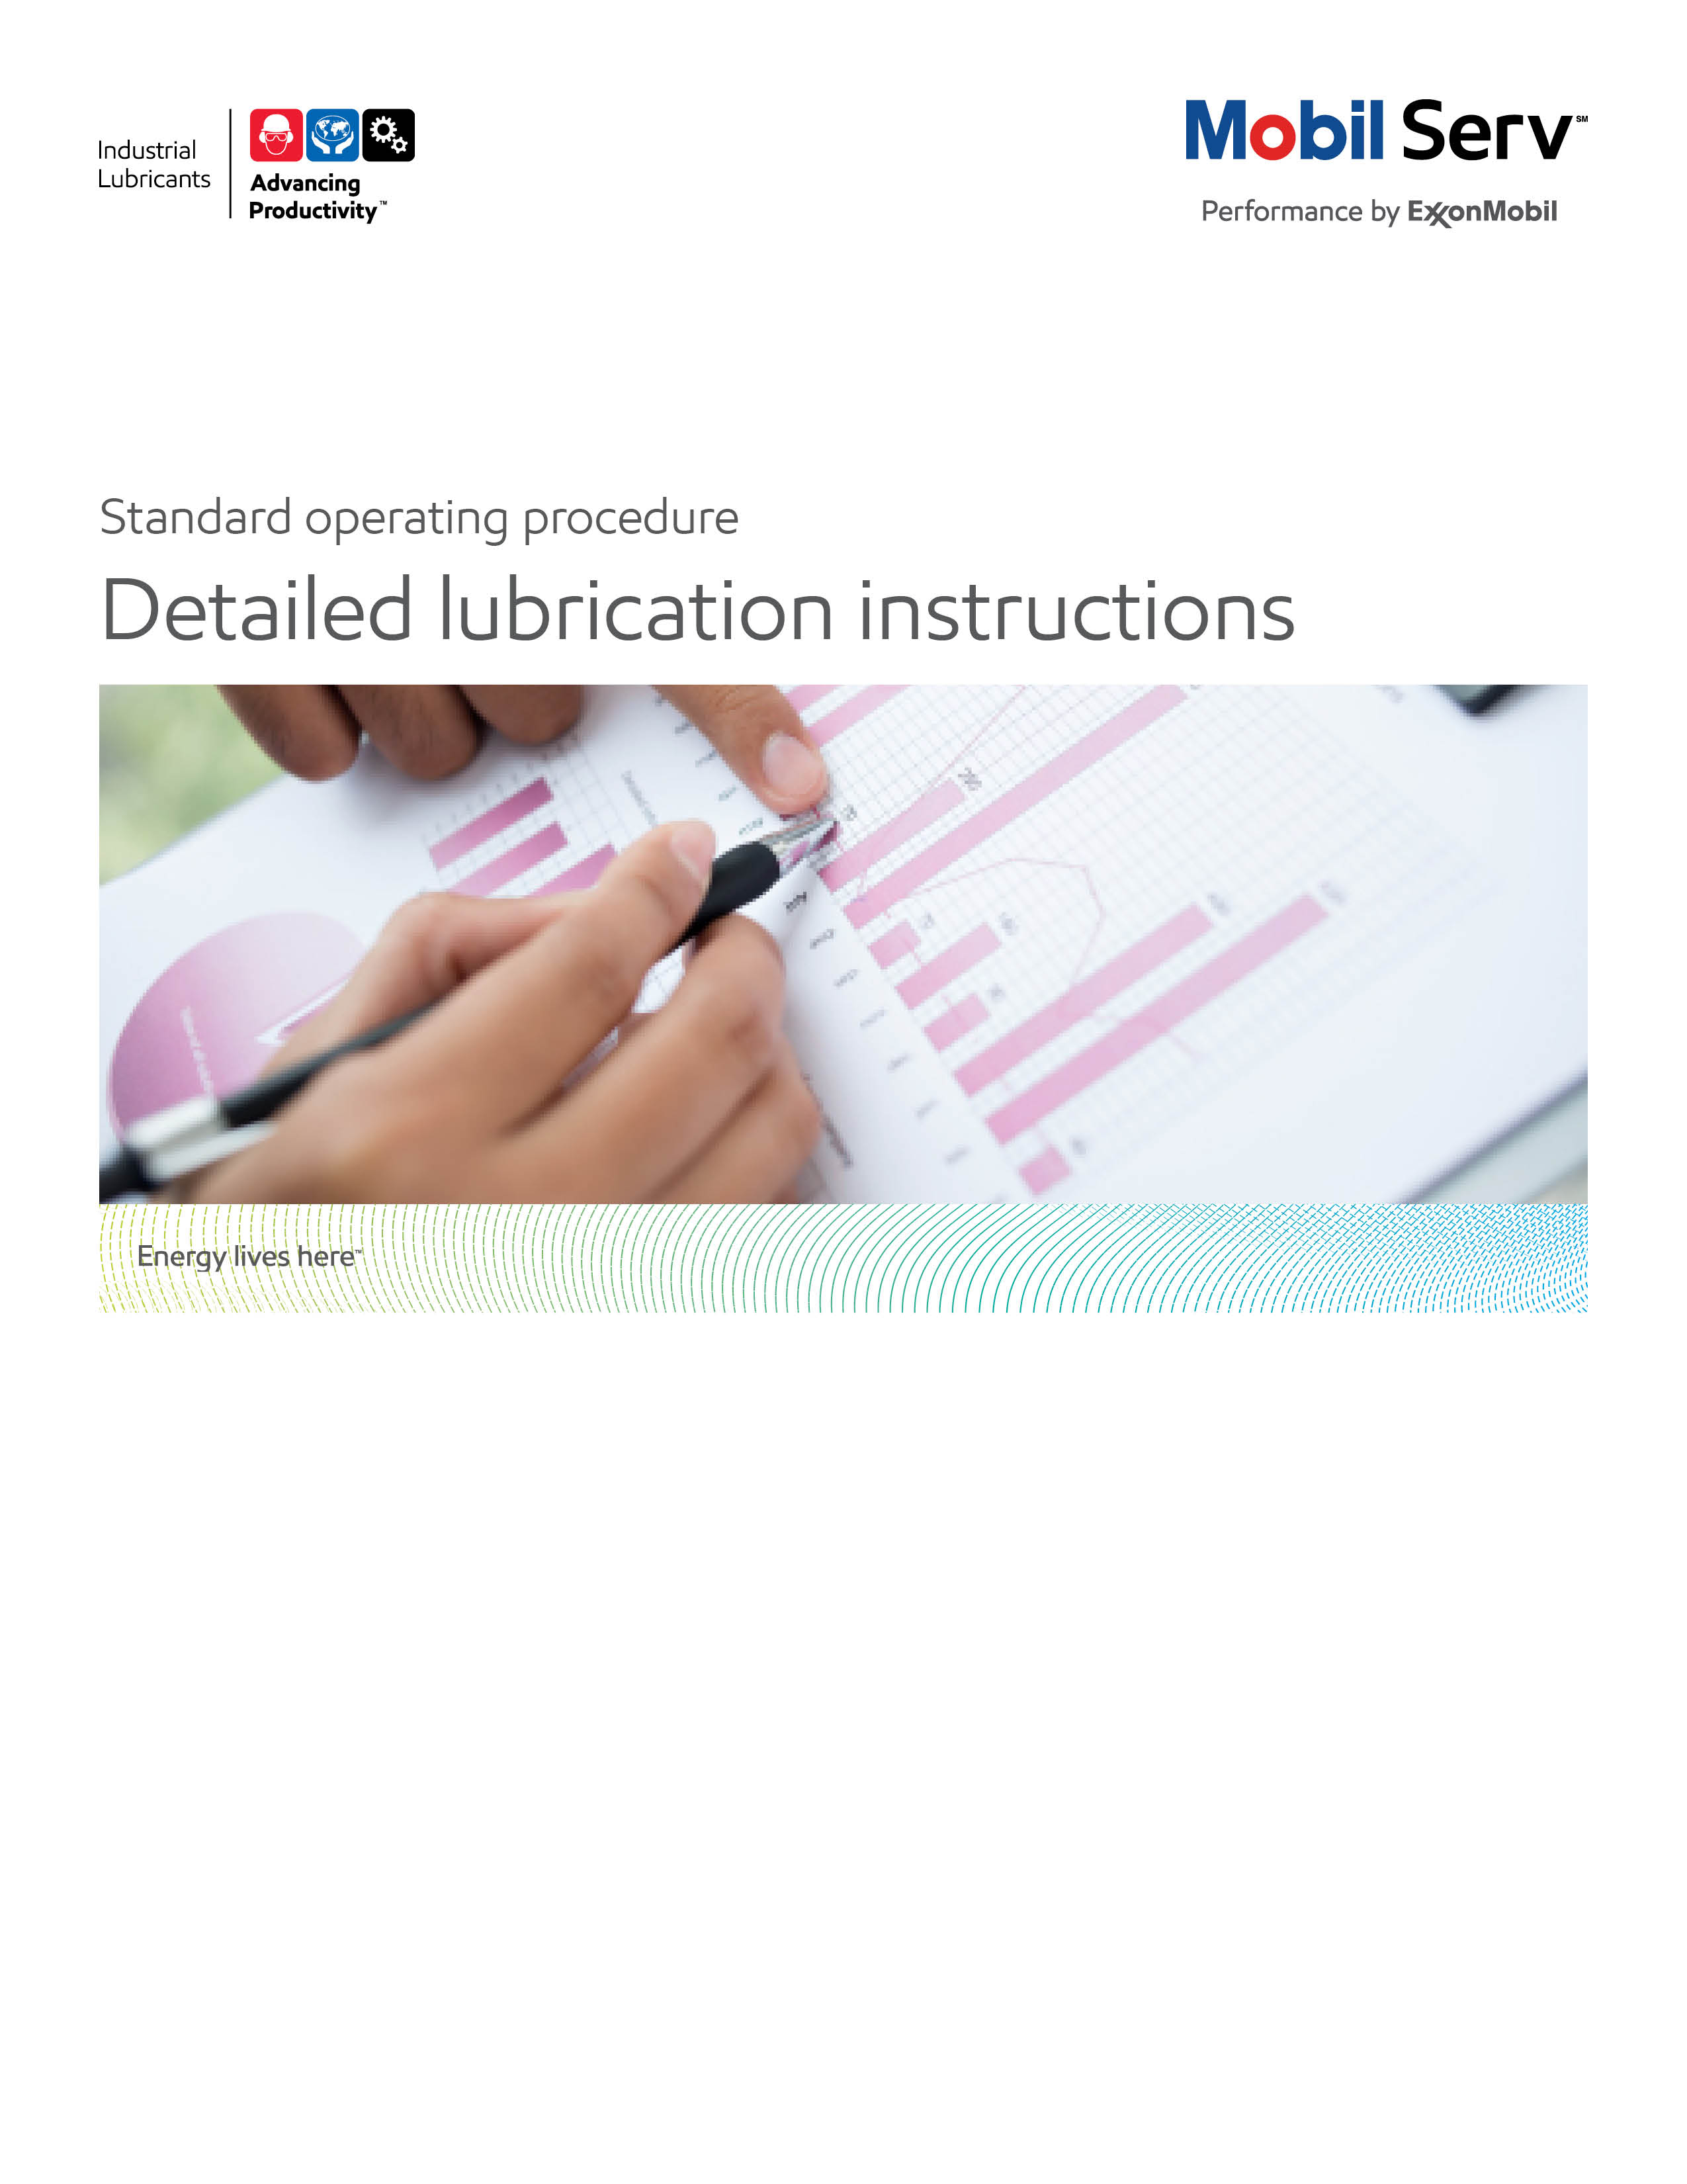 Industrial
Lubricants
Advancing
Productivity™
Mobil Serv℠
Performance by ExxonMobil
Standard operating procedure
Detailed lubrication instructions
Energy lives here™